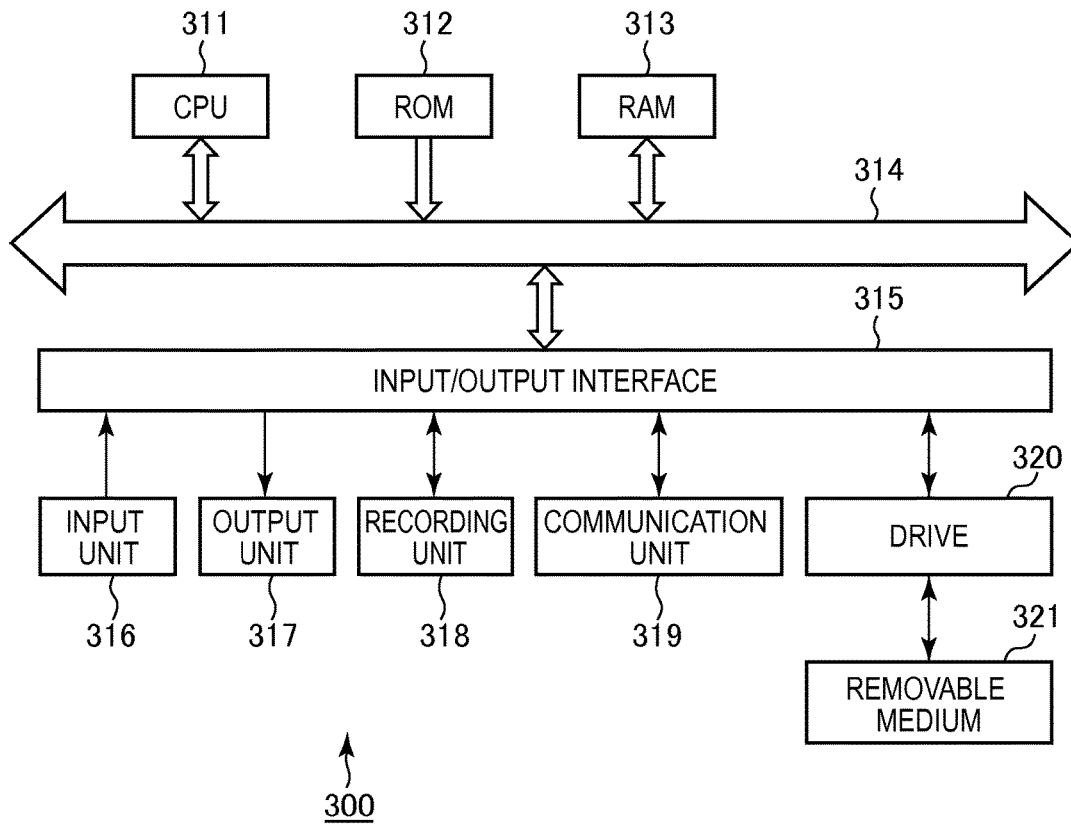 311
312
313
CPU
ROM
RAM
314
315
INPUT/OUTPUT INTERFACE
320
INPUT
UNIT
OUTPUT
UNIT
RECORDING
UNIT
COMMUNICATION
UNIT
DRIVE
316
317
318
319
321
REMOVABLE
MEDIUM
300